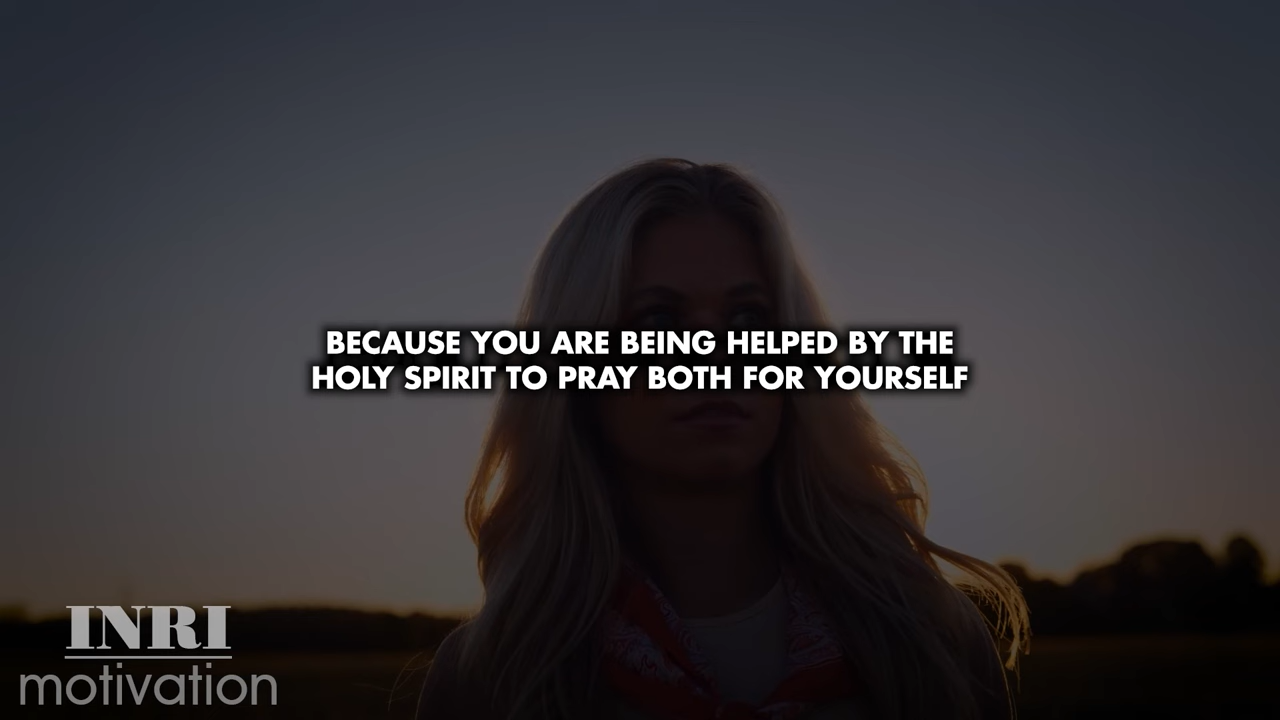 BECAUSE YOU ARE BEING HELPED BY THE
HOLY SPIRIT TO PRAY BOTH FOR YOURSELF
INRI
motivation